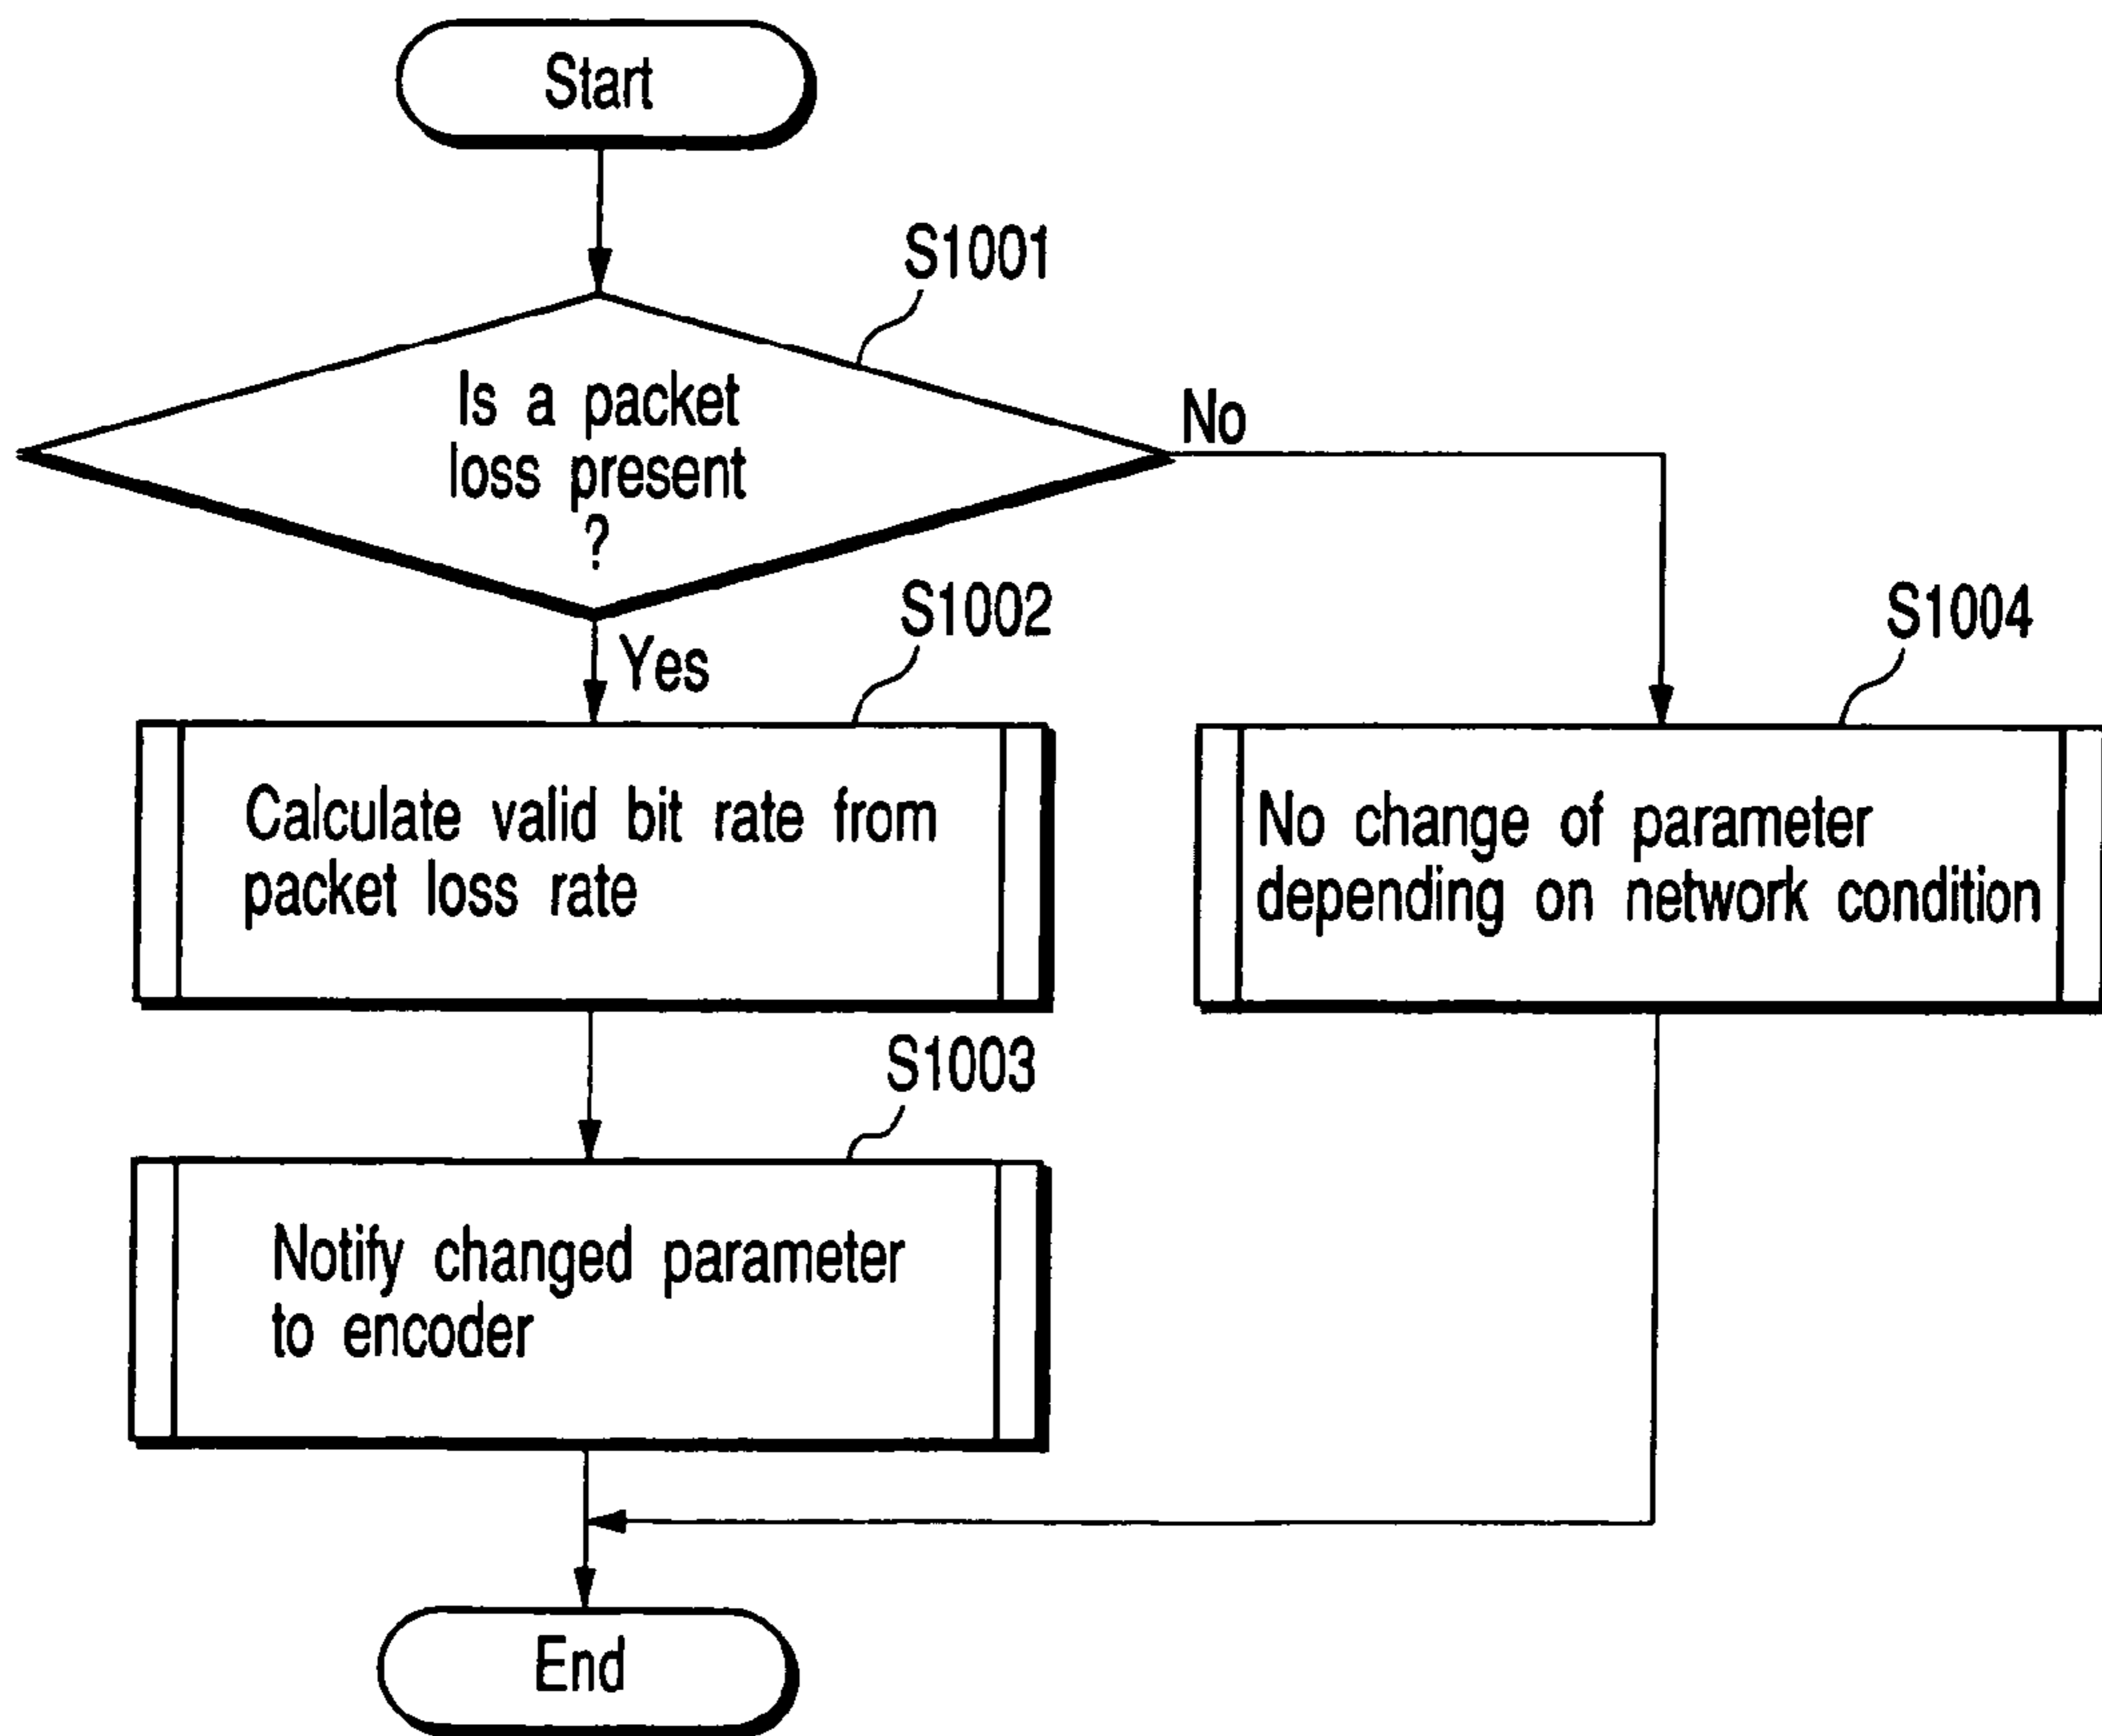 Start
S1001
Is a packet
loss present
?
No
Yes
S1002
S1004
Calculate valid bit rate from
packet loss rate
No change of parameter
depending on network condition
S1003
Notify changed parameter
to encoder
End